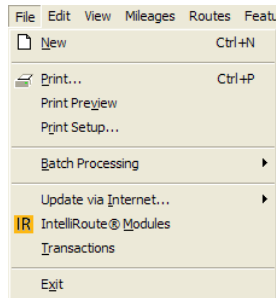 File Edit View Mileages Routes Featu
New Ctrl+N
Print... Ctrl+P
Print Preview
Print Setup...
Batch Processing
Update via Internet...
IR IntelliRoute® Modules
Transactions
Exit